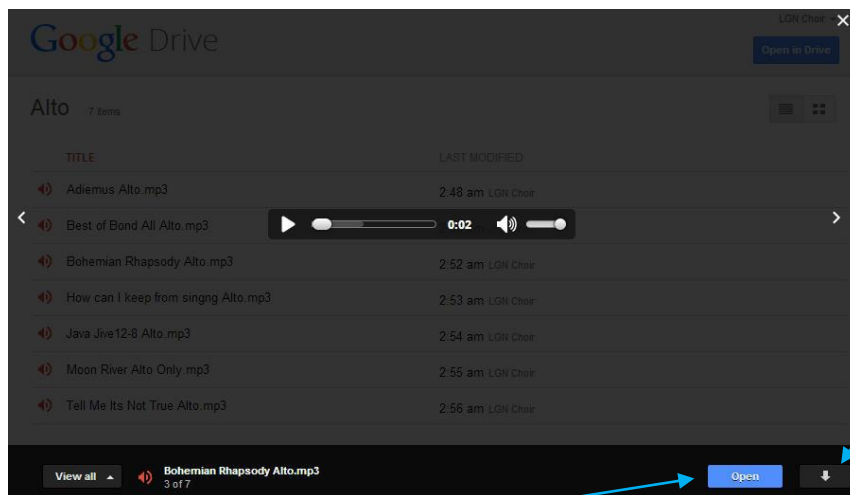 LGN Choir
Google Drive
Open in Drive
Alto 7 items
TITLE LAST MODIFIED
Adiemus Alto.mp3 2:48 am LGN Choir
Best of Bond All Alto.mp3
0:02
Bohemian Rhapsody Alto.mp3 2:52 am LGN Choir
How can I keep from singng Alto.mp3 2:53 am LGN Choir
Java Jive12-8 Alto.mp3 2:54 am LGN Choir
Moon River Alto Only.mp3 2:55 am LGN Choir
Tell Me Its Not True Alto.mp3 2:56 am LGN Choir
View all Bohemian Rhapsody Alto.mp3 Open
3 of 7